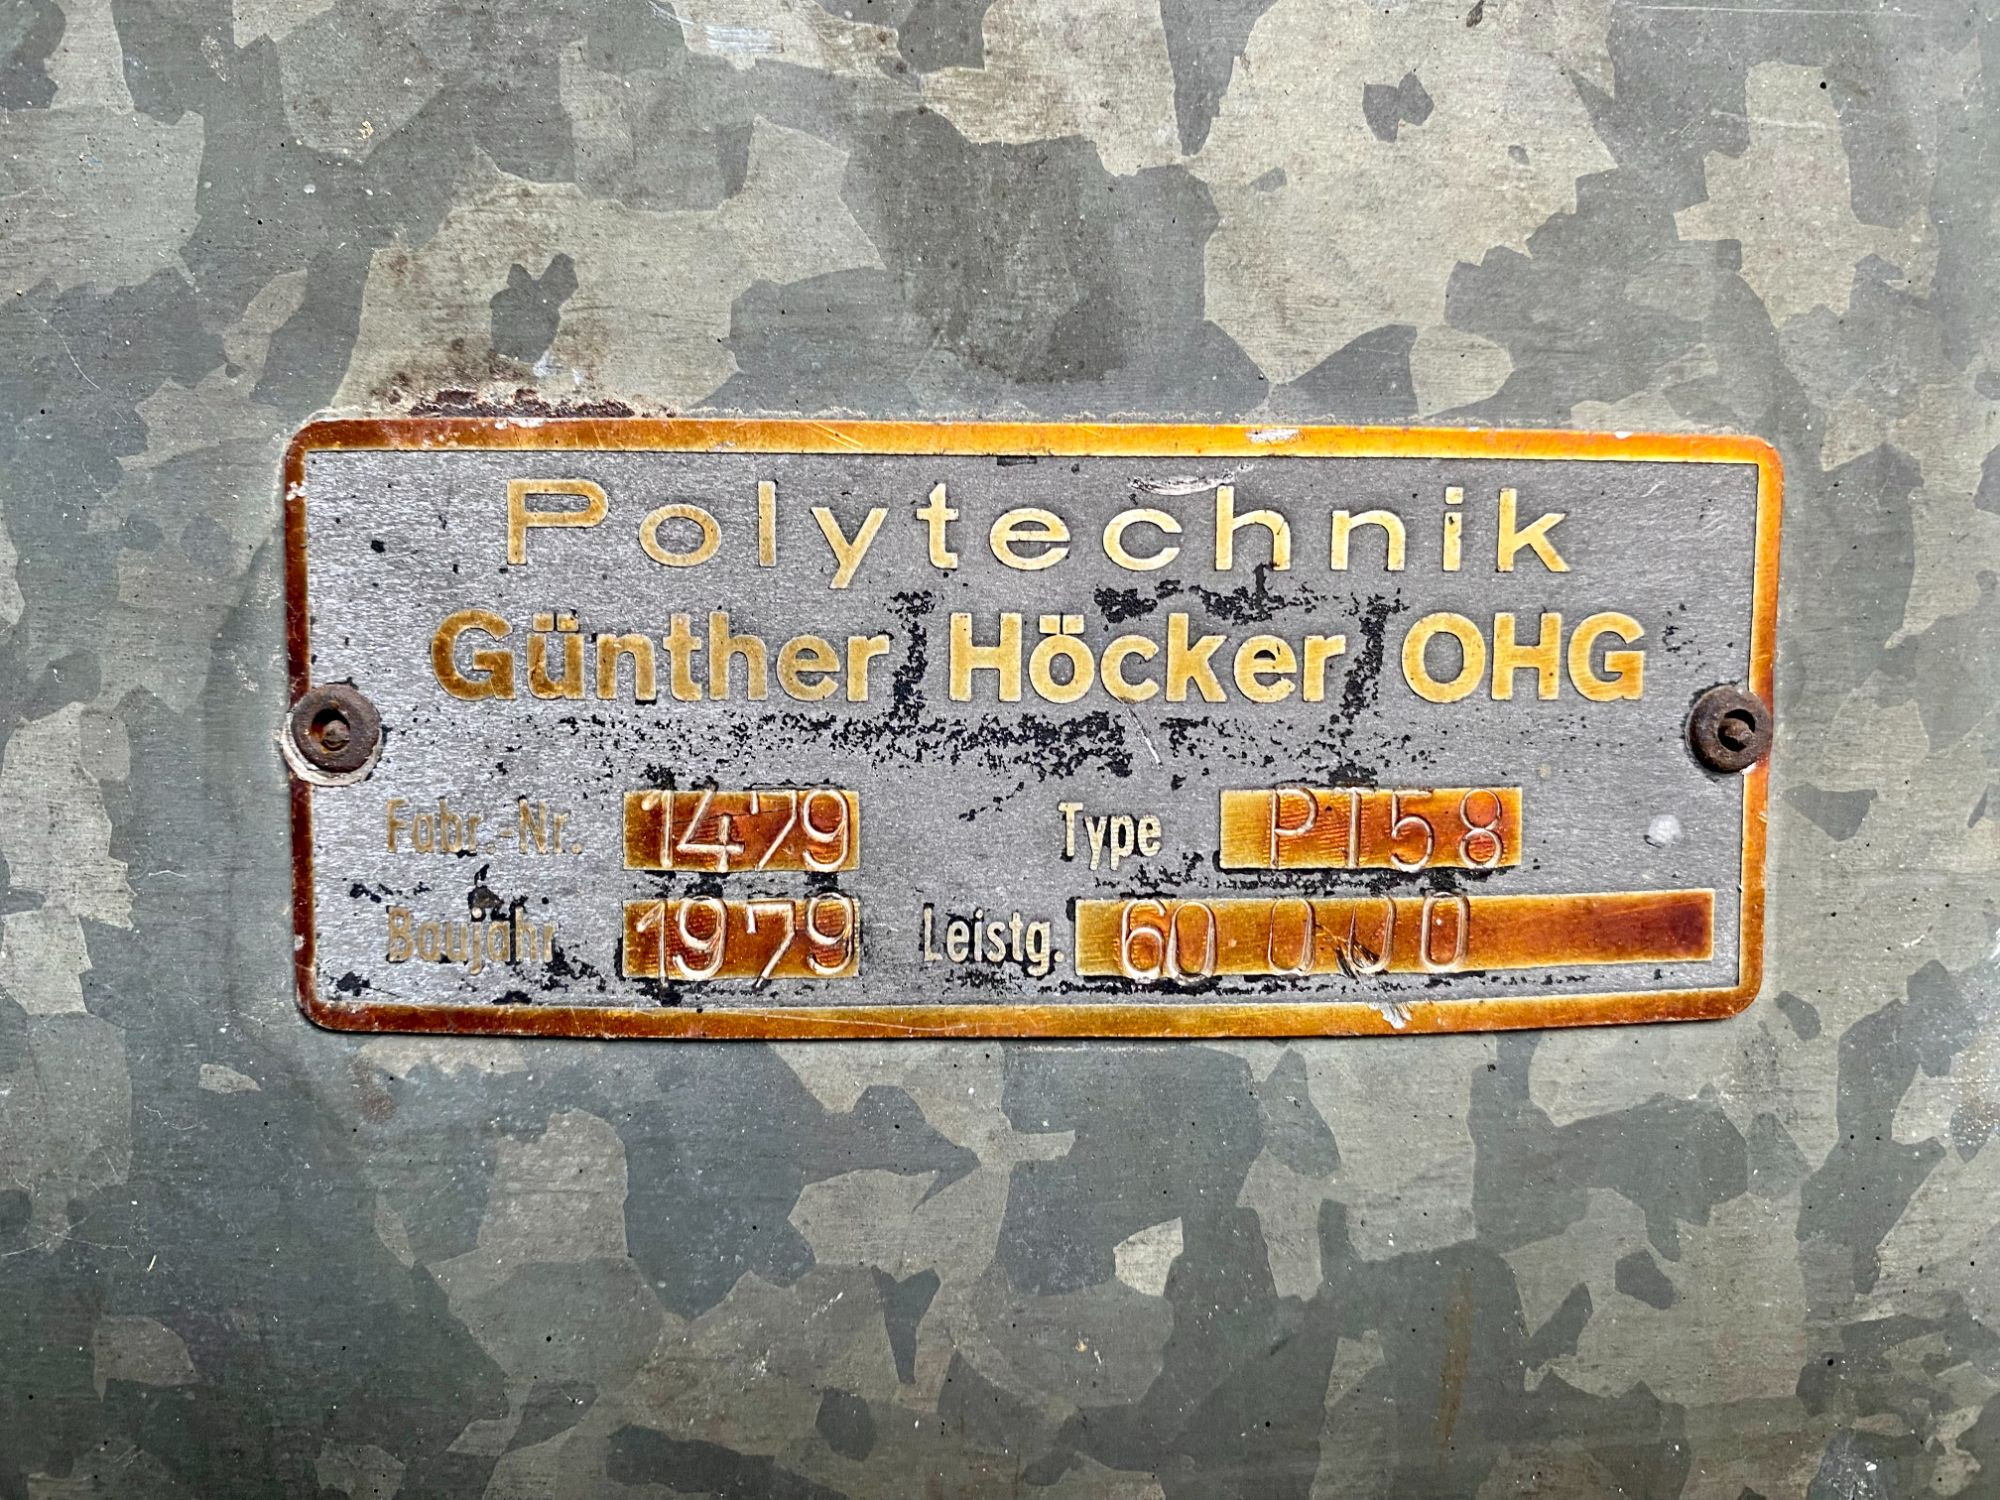 Polytechnik
Günther Höcker OHG
Fabr.-Nr. 1479 Type PT58
Baujahr 1979 Leistg. 60 000